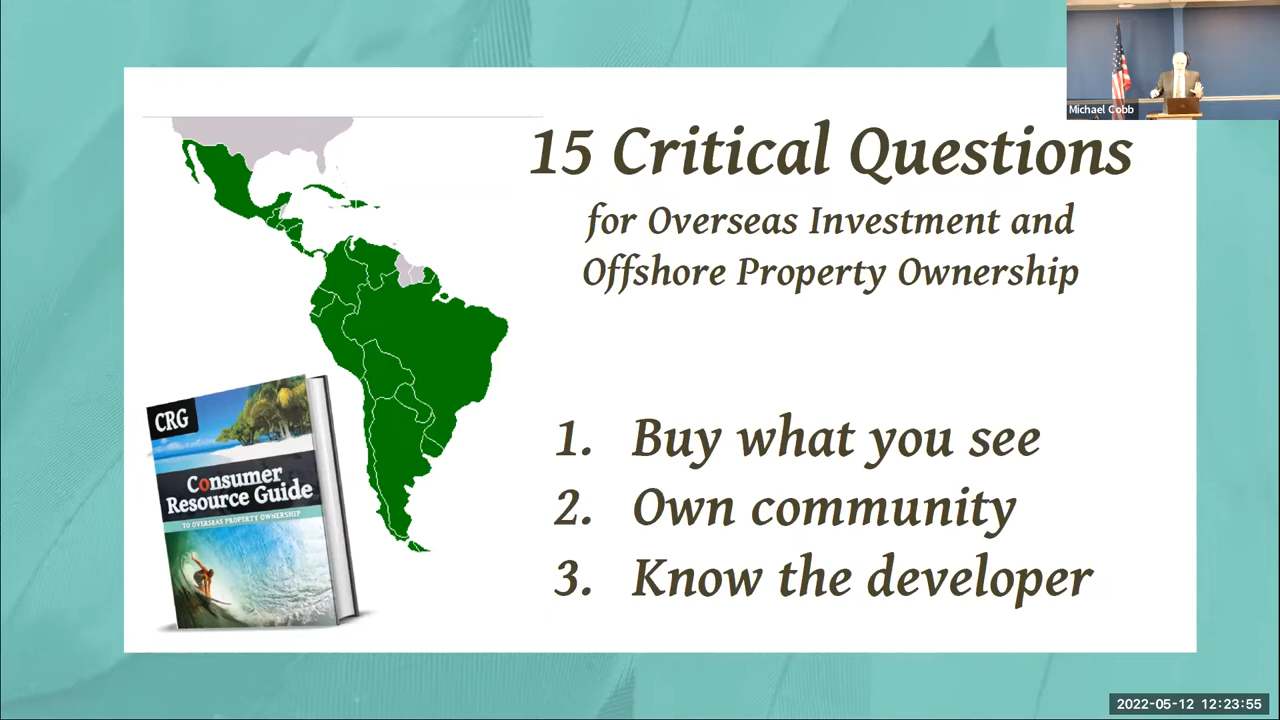 Michael Cobb
15 Critical Questions
for Overseas Investment and
Offshore Property Ownership
CRG
Consumer
Resource Guide
TO OVERSEAS PROPERTY OWNERSHIP
1. Buy what you see
2. Own community
3. Know the developer
2022-05-12 12:23:55